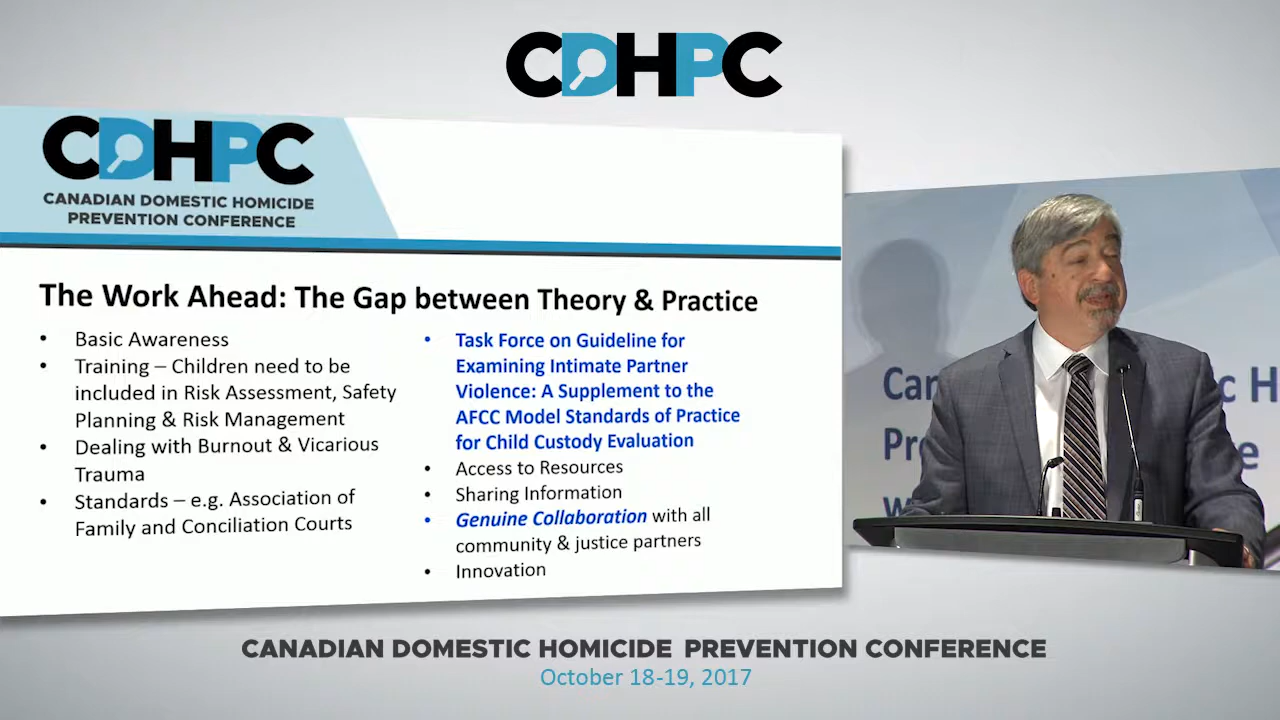 CDHPC
CDHPC
CANADIAN DOMESTIC HOMICIDE
PREVENTION CONFERENCE
The Work Ahead: The Gap between Theory & Practice
• Basic Awareness
• Training – Children need to be
included in Risk Assessment, Safety
Planning & Risk Management
• Dealing with Burnout & Vicarious
Trauma
• Standards – e.g. Association of
Family and Conciliation Courts
• Task Force on Guideline for
Examining Intimate Partner
Violence: A Supplement to the
AFCC Model Standards of Practice
for Child Custody Evaluation
• Access to Resources
• Sharing Information
• Genuine Collaboration with all
community & justice partners
• Innovation
CANADIAN DOMESTIC HOMICIDE PREVENTION CONFERENCE
October 18-19, 2017